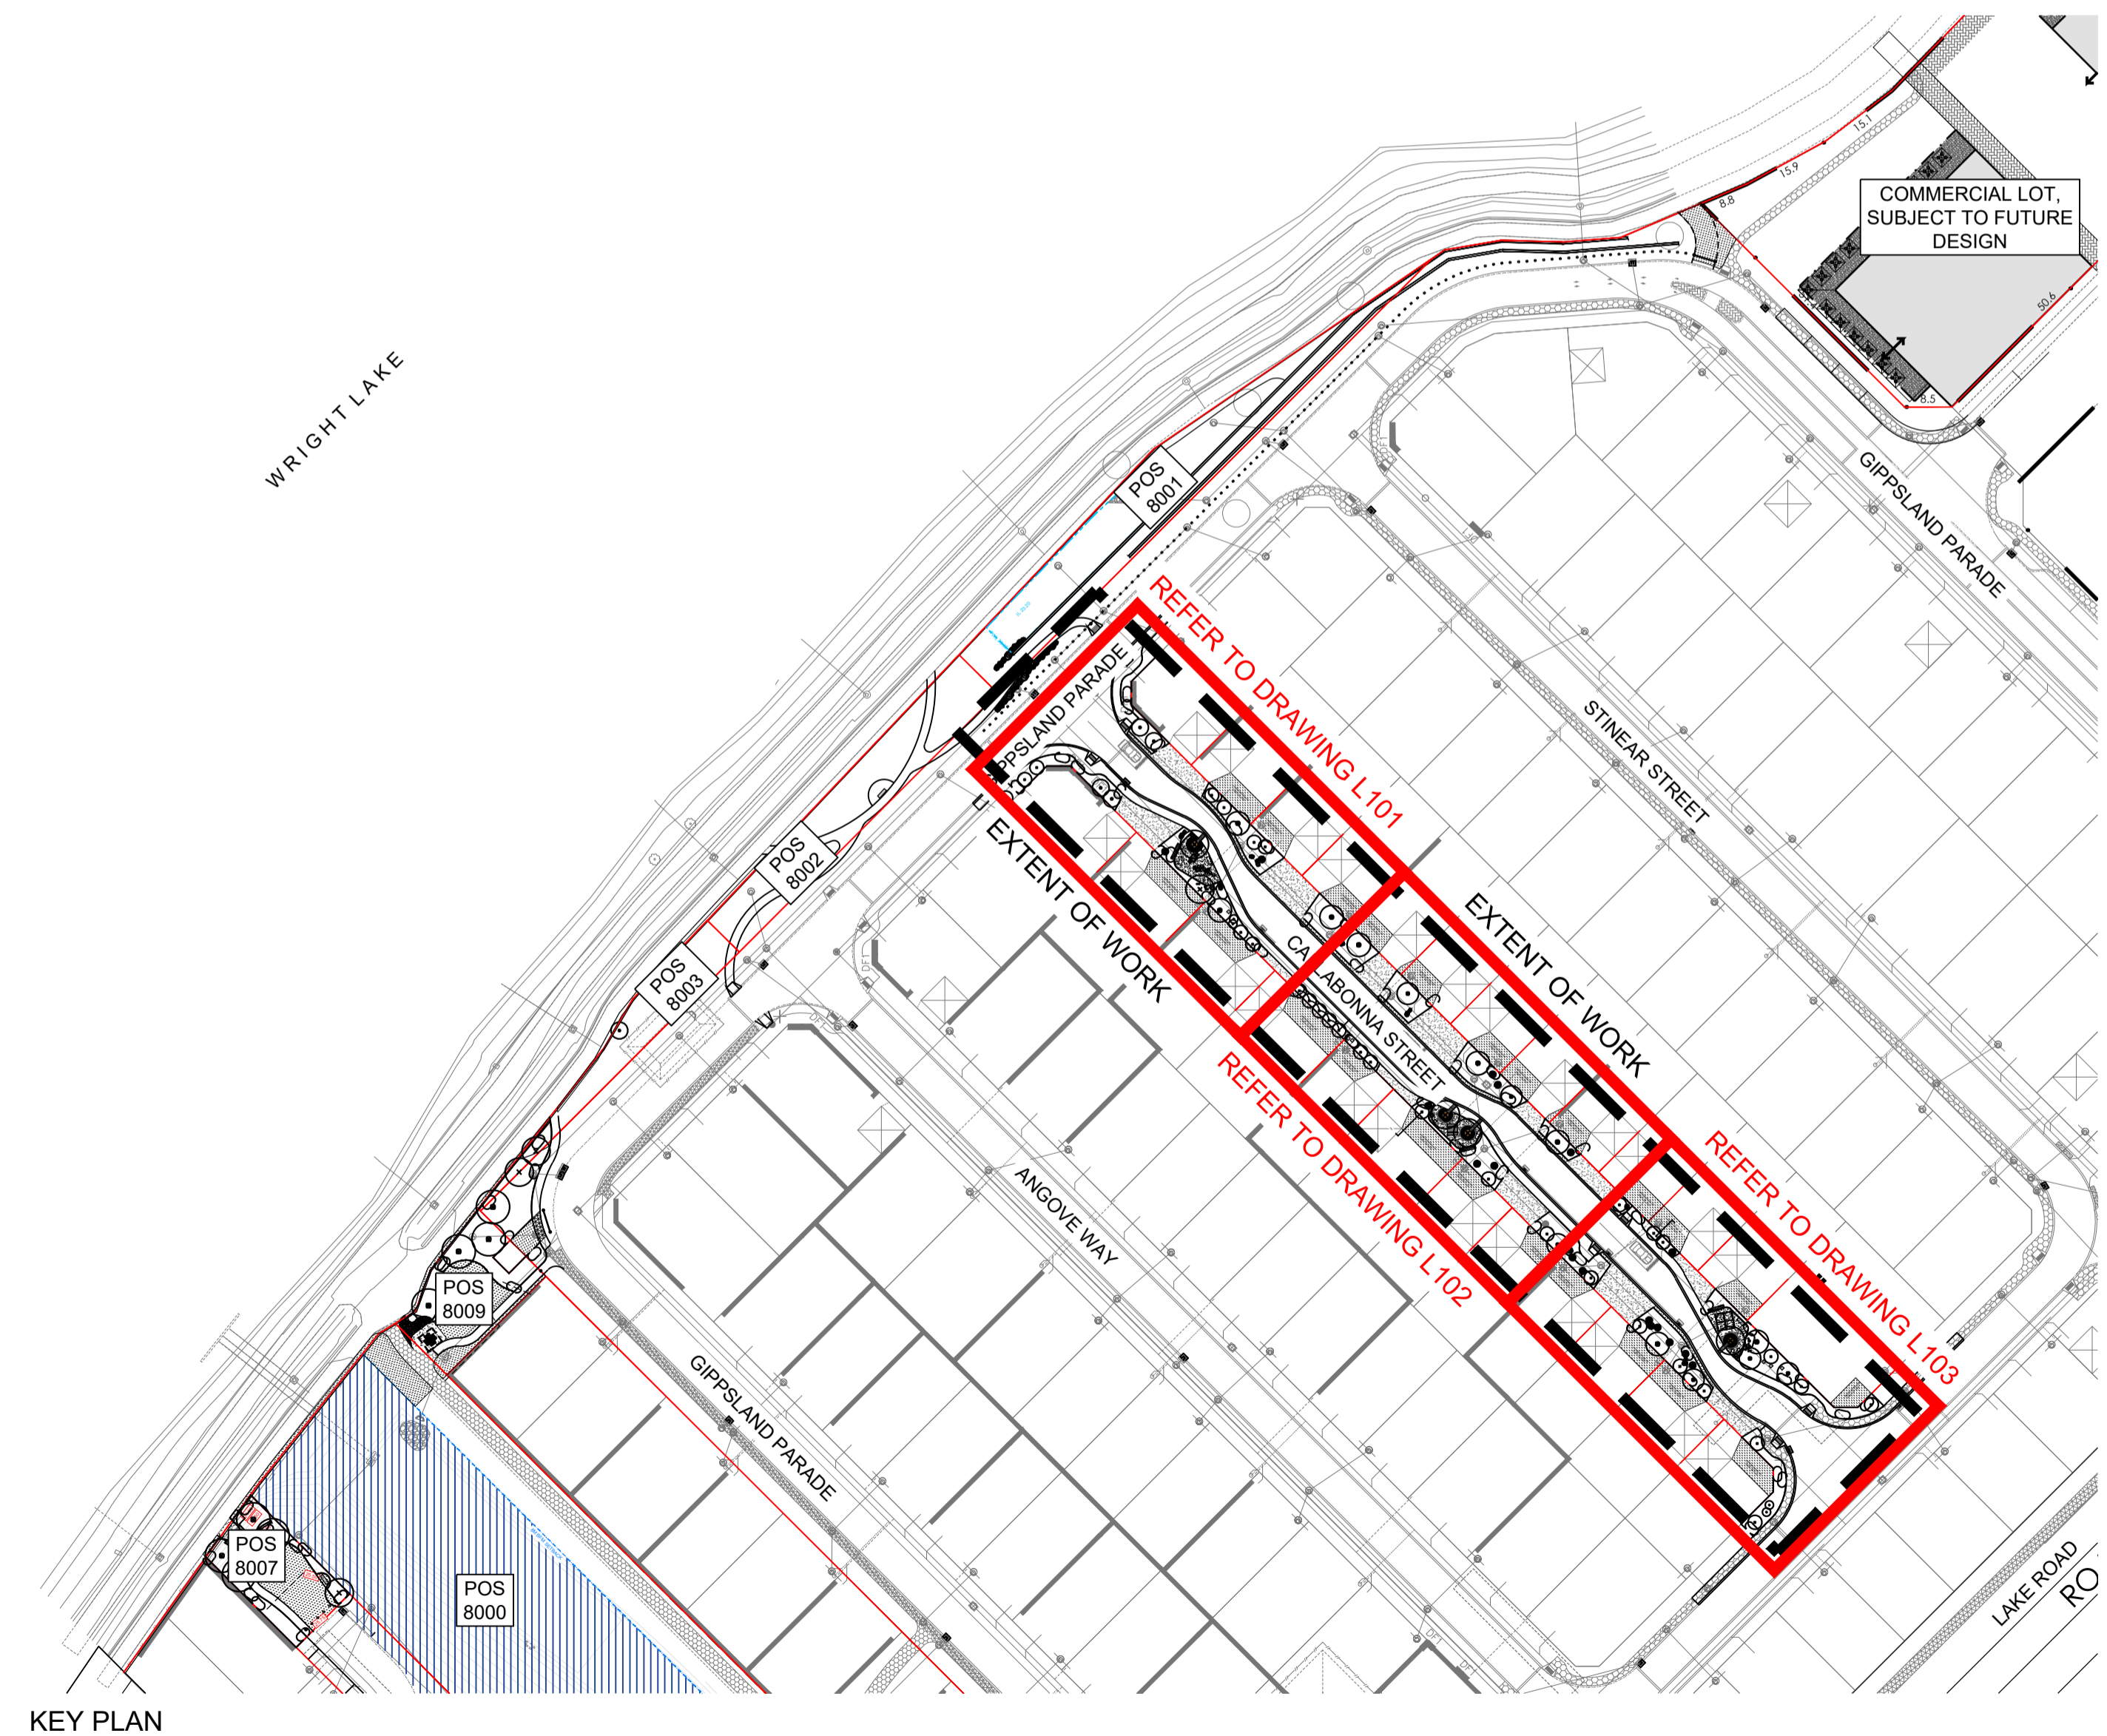 15.1
15.9
8.8
COMMERCIAL LOT,
SUBJECT TO FUTURE
DESIGN
50.6
8.5
WRIGHT LAKE
POS
8001
GIPPSLAND PARADE
REFER TO DRAWING L101
GIPPSLAND PARADE
STINEAR STREET
POS
8002
EXTENT OF WORK
EXTENT OF WORK
CALLABONNA STREET
POS
8003
REFER TO DRAWING L102
REFER TO DRAWING L103
ANGOVE WAY
POS
8009
GIPPSLAND PARADE
POS
8007
POS
8000
LAKE ROAD
RO
KEY PLAN